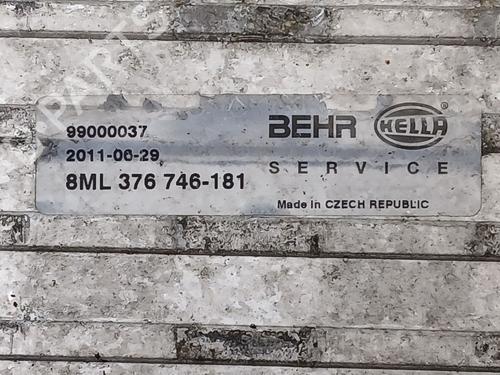 99000037
2011-06-29
8ML 376 746-181
BEHR HELLA ®
SERVICE
Made in CZECH REPUBLIC